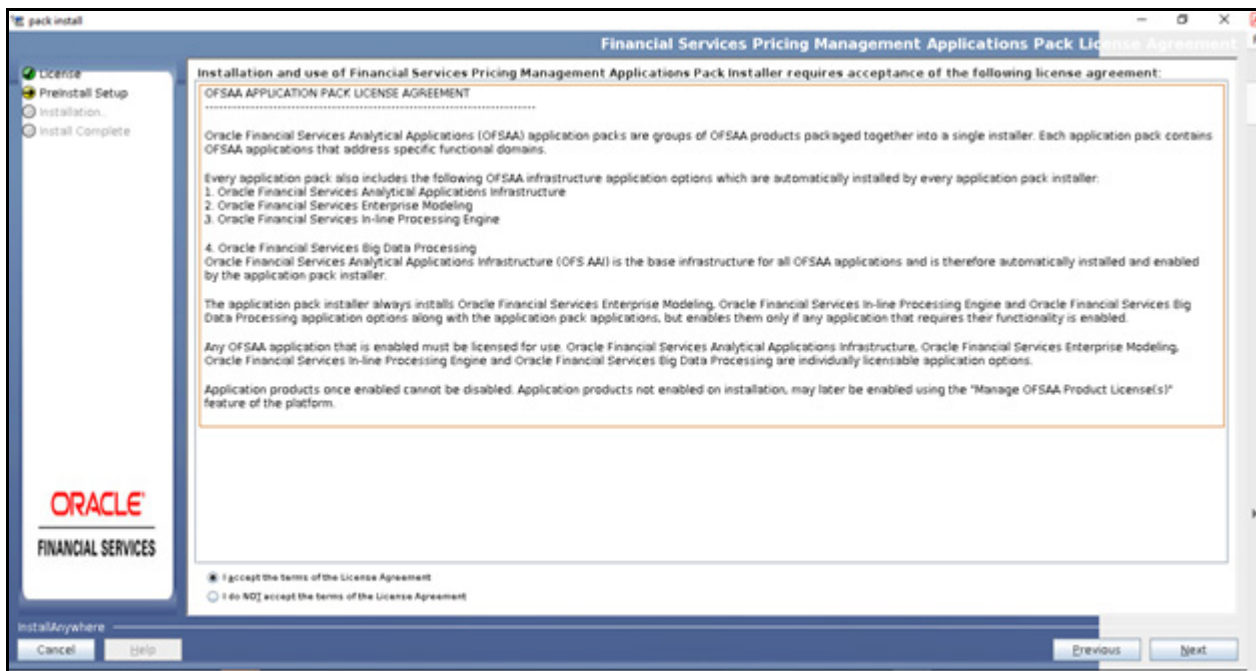 pack install
Financial Services Pricing Management Applications Pack License Agreement
License
Preinstall Setup
Installation..
Install Complete
Installation and use of Financial Services Pricing Management Applications Pack Installer requires acceptance of the following license agreement:
OFSAA APPLICATION PACK LICENSE AGREEMENT
--------------------------------------------------------------------------
Oracle Financial Services Analytical Applications (OFSAA) application packs are groups of OFSAA products packaged together into a single installer. Each application pack contains
OFSAA applications that address specific functional domains.
Every application pack also includes the following OFSAA infrastructure application options which are automatically installed by every application pack installer:
1. Oracle Financial Services Analytical Applications Infrastructure
2. Oracle Financial Services Enterprise Modeling
3. Oracle Financial Services In-line Processing Engine
4. Oracle Financial Services Big Data Processing
Oracle Financial Services Analytical Applications Infrastructure (OFS AAI) is the base infrastructure for all OFSAA applications and is therefore automatically installed and enabled
by the application pack installer.
The application pack installer always installs Oracle Financial Services Enterprise Modeling, Oracle Financial Services In-line Processing Engine and Oracle Financial Services Big
Data Processing application options along with the application pack applications, but enables them only if any application that requires their functionality is enabled.
Any OFSAA application that is enabled must be licensed for use. Oracle Financial Services Analytical Applications Infrastructure, Oracle Financial Services Enterprise Modeling,
Oracle Financial Services In-line Processing Engine and Oracle Financial Services Big Data Processing are individually licensable application options.
Application products once enabled cannot be disabled. Application products not enabled on installation, may later be enabled using the "Manage OFSAA Product License(s)"
feature of the platform.
ORACLE
FINANCIAL SERVICES
I accept the terms of the License Agreement
I do NOT accept the terms of the License Agreement
InstallAnywhere
Cancel
Help
Previous
Next